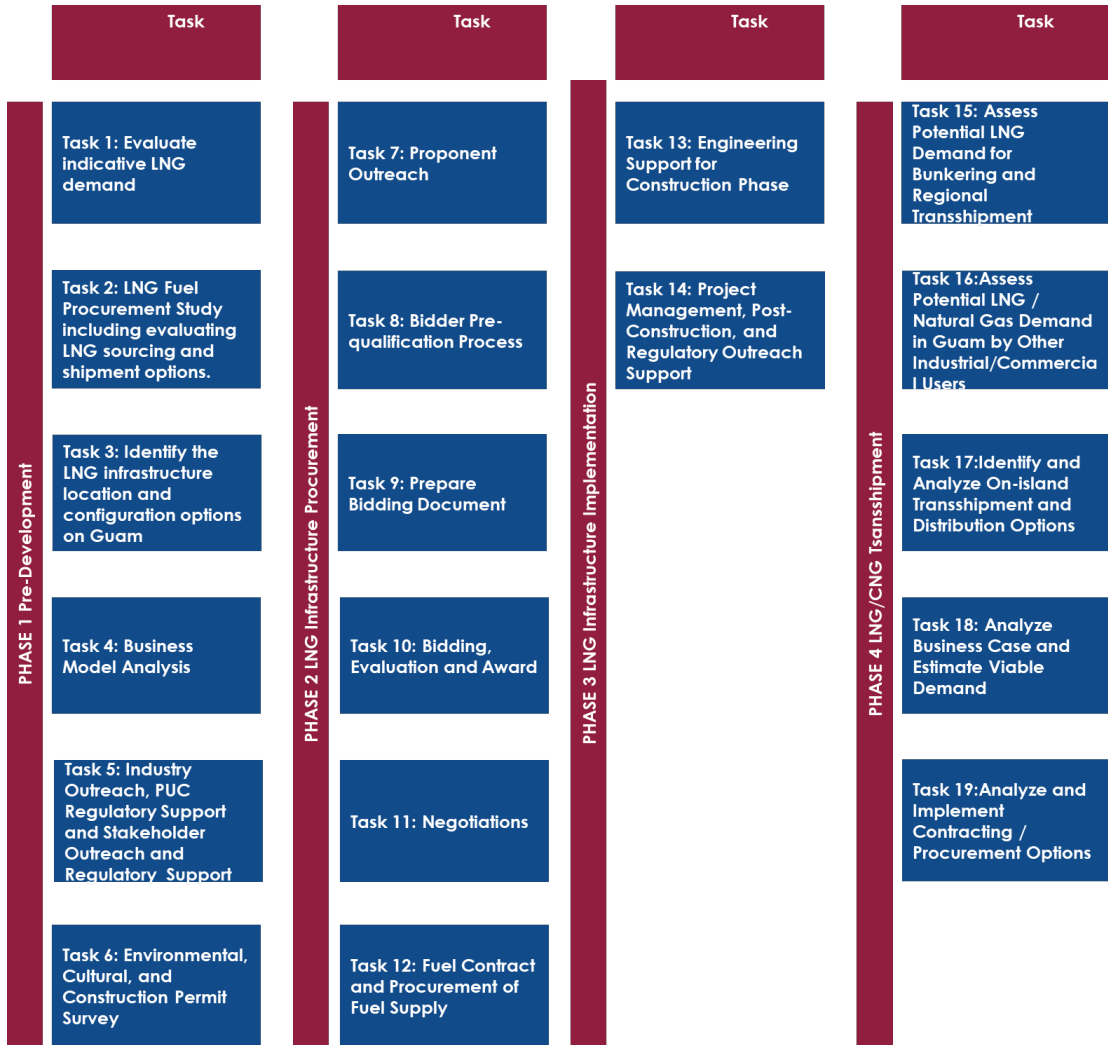 Task
PHASE 1 Pre-Development
Task 1: Evaluate
indicative LNG
demand
Task 2: LNG Fuel
Procurement Study
including evaluating
LNG sourcing and
shipment options.
Task 3: Identify the
LNG infrastructure
location and
configuration options
on Guam
Task 4: Business
Model Analysis
Task 5: Industry
Outreach, PUC
Regulatory Support
and Stakeholder
Outreach and
Regulatory Support
Task 6: Environmental,
Cultural, and
Construction Permit
Survey
Task
PHASE 2 LNG Infrastructure Procurement
Task 7: Proponent
Outreach
Task 8: Bidder Pre-
qualification Process
Task 9: Prepare
Bidding Document
Task 10: Bidding,
Evaluation and Award
Task 11: Negotiations
Task 12: Fuel Contract
and Procurement of
Fuel Supply
Task
PHASE 3 LNG Infrastructure Implementation
Task 13: Engineering
Support for
Construction Phase
Task 14: Project
Management, Post-
Construction, and
Regulatory Outreach
Support
Task
PHASE 4 LNG/CNG Tsansshipment
Task 15: Assess
Potential LNG
Demand for
Bunkering and
Regional
Transshipment
Task 16:Assess
Potential LNG /
Natural Gas Demand
in Guam by Other
Industrial/Commercia
l Users
Task 17:Identify and
Analyze On-island
Transshipment and
Distribution Options
Task 18: Analyze
Business Case and
Estimate Viable
Demand
Task 19:Analyze and
Implement
Contracting /
Procurement Options